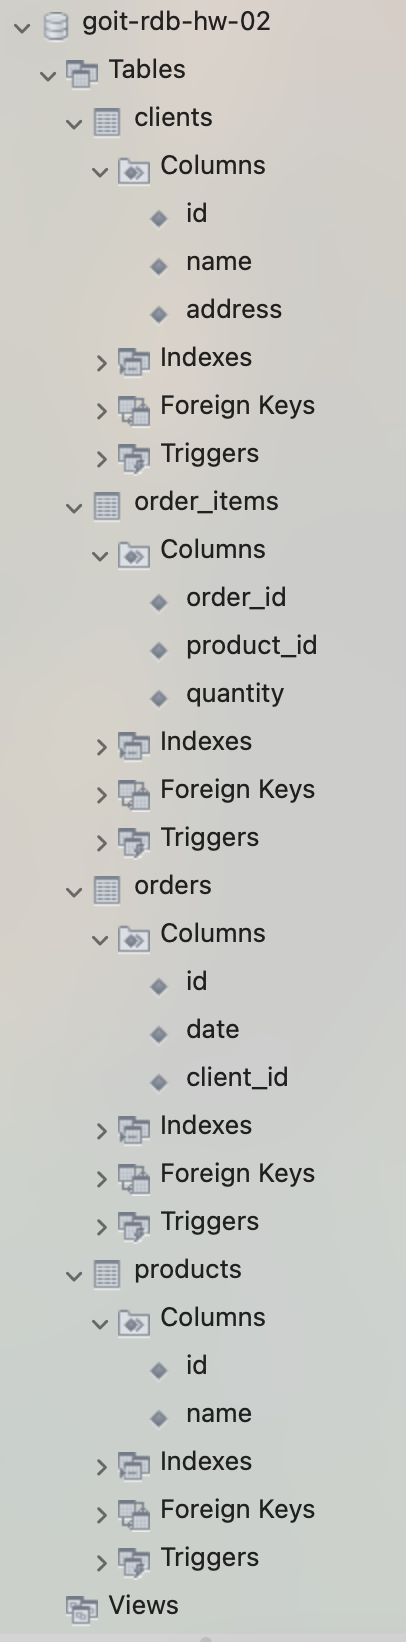 goit-rdb-hw-02
Tables
clients
Columns
id
name
address
Indexes
Foreign Keys
Triggers
order_items
Columns
order_id
product_id
quantity
Indexes
Foreign Keys
Triggers
orders
Columns
id
date
client_id
Indexes
Foreign Keys
Triggers
products
Columns
id
name
Indexes
Foreign Keys
Triggers
Views